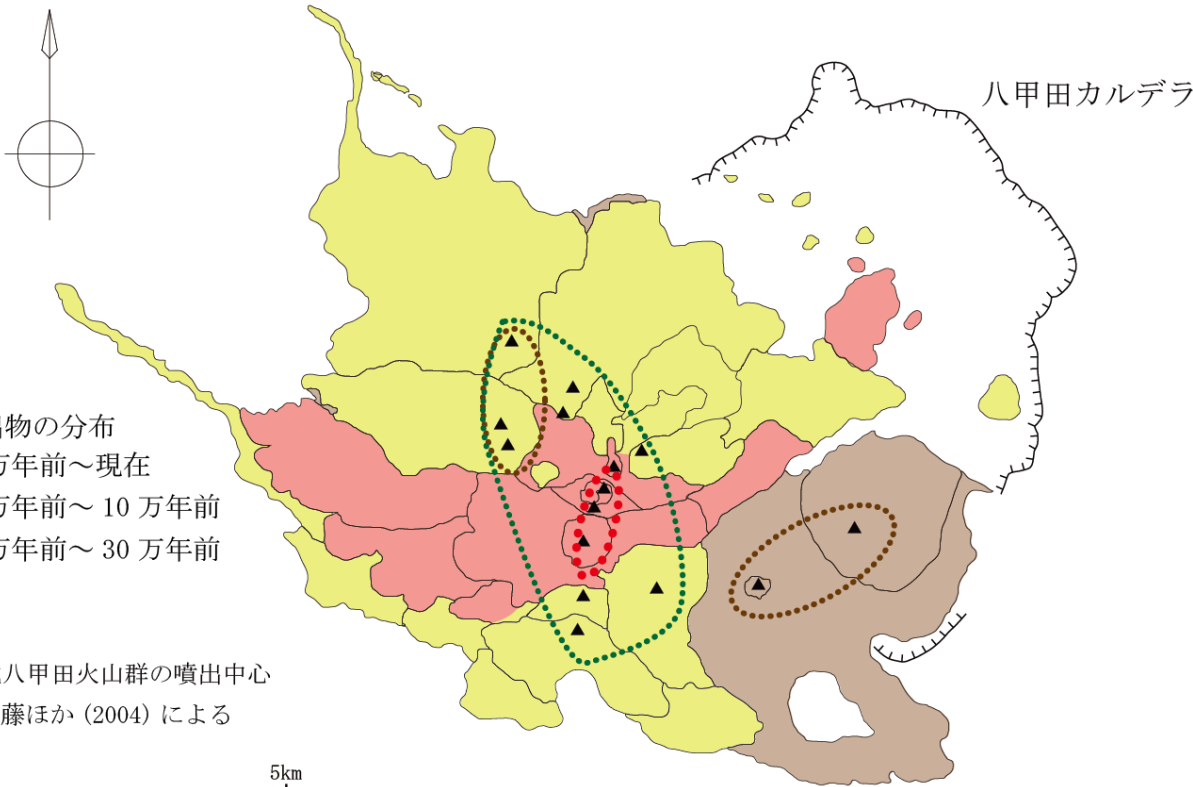 八甲田カルデラ
出物の分布
万年前～現在
万年前～10 万年前
万年前～30 万年前
八甲田火山群の噴出中心
藤ほか (2004) による
5km